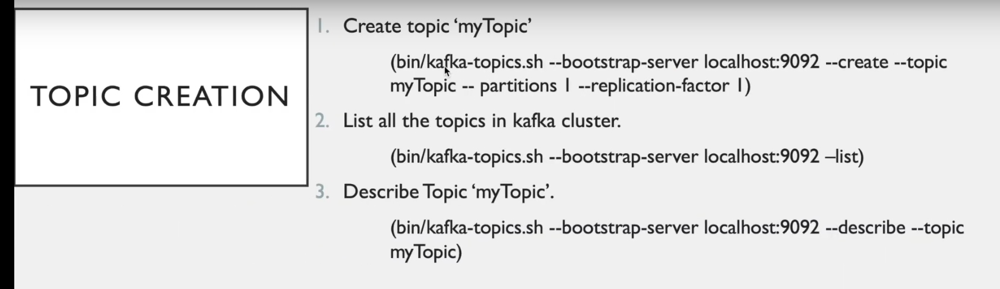 TOPIC CREATION
1. Create topic ‘myTopic’
(bin/kafka-topics.sh --bootstrap-server localhost:9092 --create --topic
myTopic -- partitions 1 --replication-factor 1)
2. List all the topics in kafka cluster.
(bin/kafka-topics.sh --bootstrap-server localhost:9092 –list)
3. Describe Topic ‘myTopic’.
(bin/kafka-topics.sh --bootstrap-server localhost:9092 --describe --topic
myTopic)